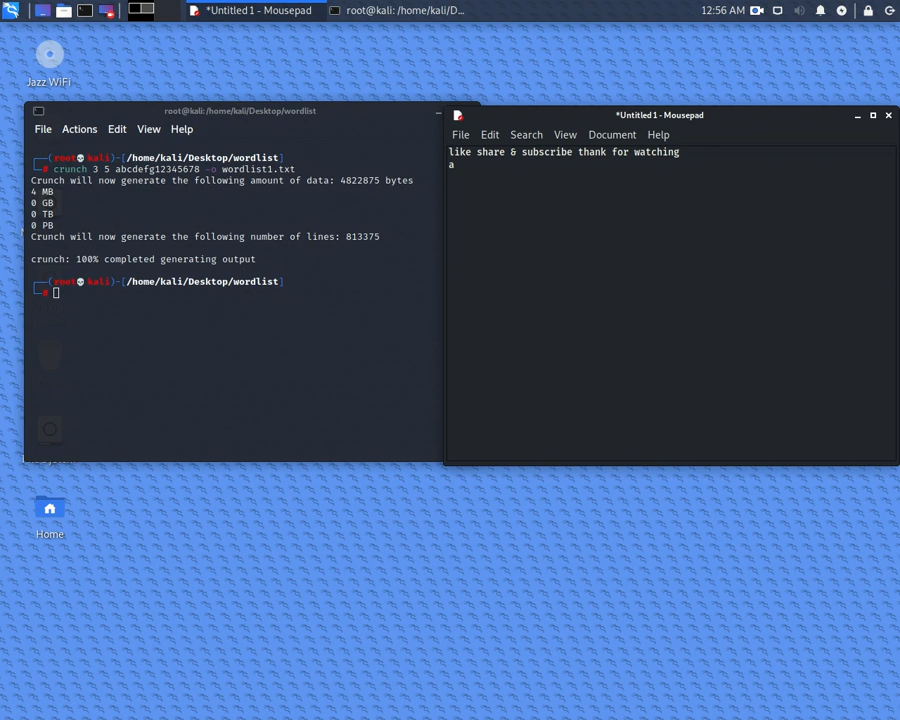 *Untitled 1 - Mousepad
root@kali: /home/kali/D...
12:56 AM
Jazz WiFi
root@kali: /home/kali/Desktop/wordlist
File Actions Edit View Help
(root💀kali)-[/home/kali/Desktop/wordlist]
# crunch 3 5 abcdefg12345678 -o wordlist1.txt
Crunch will now generate the following amount of data: 4822875 bytes
4 MB
0 GB
0 TB
0 PB
Crunch will now generate the following number of lines: 813375
crunch: 100% completed generating output
(root💀kali)-[/home/kali/Desktop/wordlist]
#
*Untitled 1 - Mousepad
File Edit Search View Document Help
like share & subscribe thank for watching
a
Home